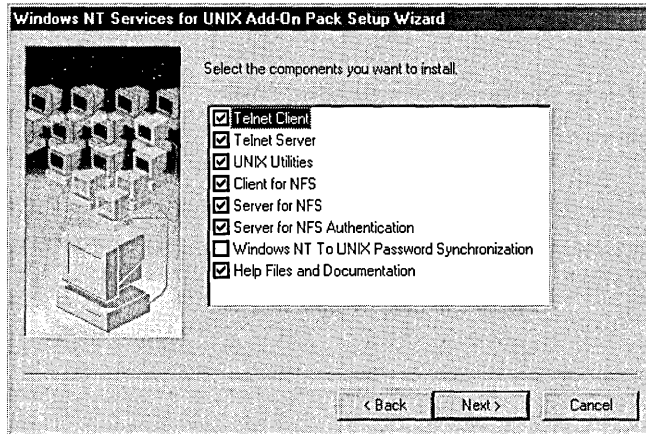 Windows NT Services for UNIX Add-On Pack Setup Wizard
Select the components you want to install.
Telnet Client
Telnet Server
UNIX Utilities
Client for NFS
Server for NFS
Server for NFS Authentication
Windows NT To UNIX Password Synchronization
Help Files and Documentation
< Back
Next >
Cancel